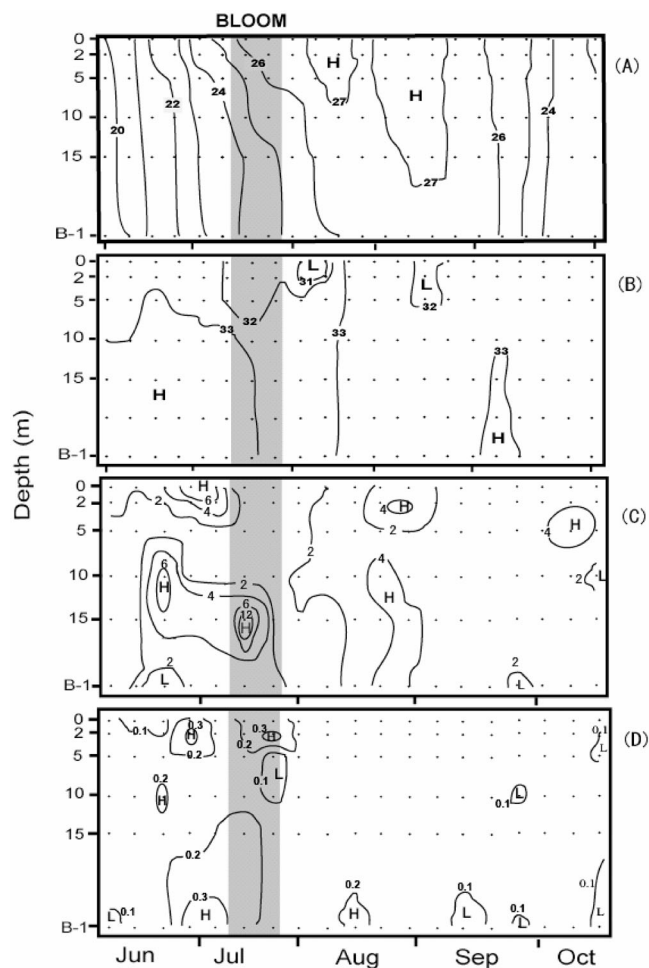 BLOOM
Depth (m)
0
2
5
10
15
B-1
20
22
24
26
H
27
H
27
26
24
(A)
0
2
5
10
15
B-1
H
33
32
L
31
33
L
32
33
H
(B)
0
2
5
10
15
B-1
2
H
6
4
6
H
2
4
6
12
H
2
L
2
4
H
2
4
H
2
L
4
H
2
L
(C)
0
2
5
10
15
B-1
0.1
0.3
H
0.2
0.2
H
0.3
H
0.2
0.1
L
0.2
0.3
H
L
0.1
0.2
H
0.1
L
L
0.1
0.1
L
0.1
L
0.1
L
(D)
Jun
Jul
Aug
Sep
Oct